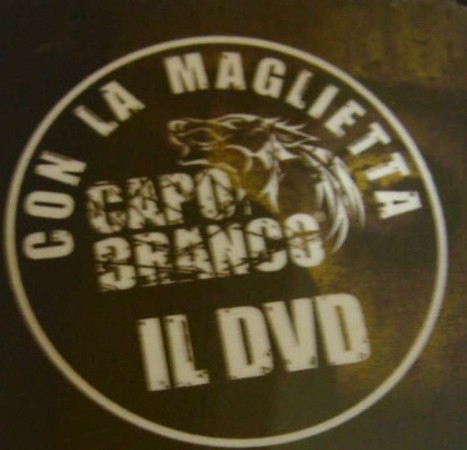 CON LA MAGLIETTA
CAPO
BRANCO
IL DVD